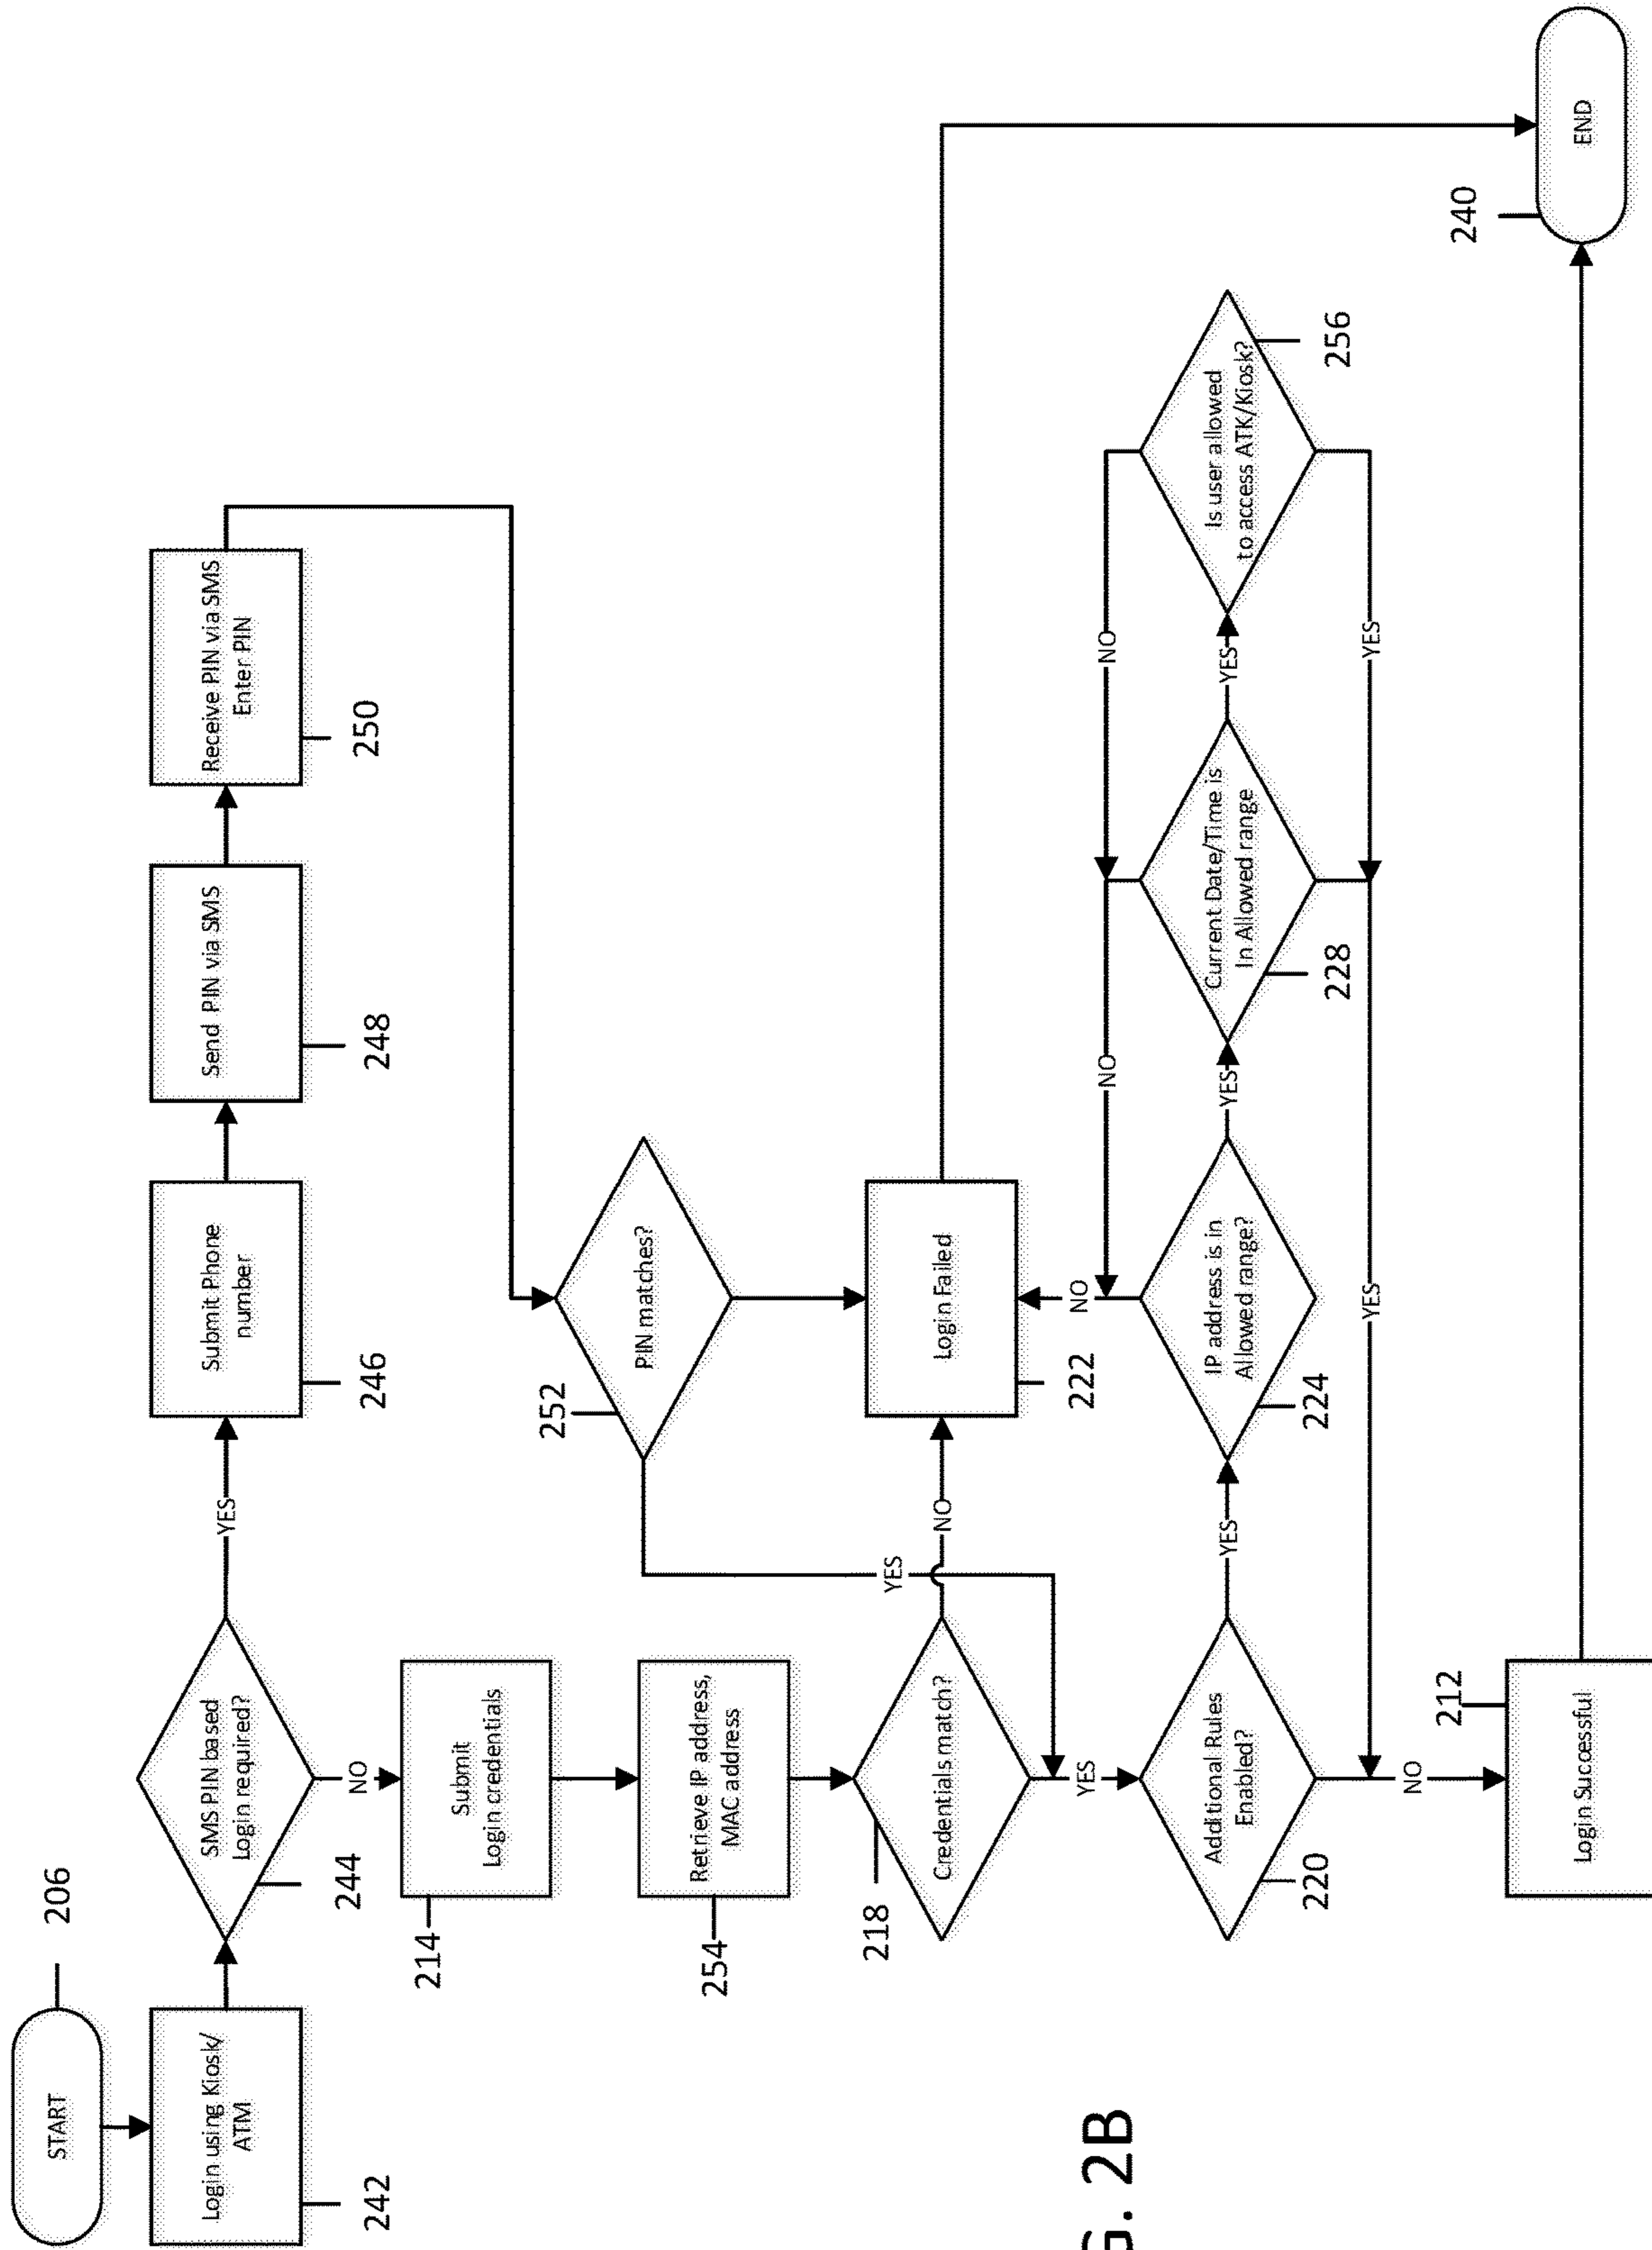 206
START
Login using Kiosk/
ATM
242
SMS PIN based
Login required?
244
YES
Submit Phone
number
246
Send PIN via SMS
248
Receive PIN via SMS
Enter PIN
250
NO
Submit
Login credentials
214
Retrieve IP address,
MAC address
254
PIN matches?
252
YES
Credentials match?
218
NO
Login Failed
222
YES
Additional Rules
Enabled?
220
YES
IP address is in
Allowed range?
224
NO
YES
Current Date/Time is
In Allowed range
228
NO
YES
Is user allowed
to access ATK/Kiosk?
256
NO
YES
YES
NO
Login Successful
212
END
240
G. 2B